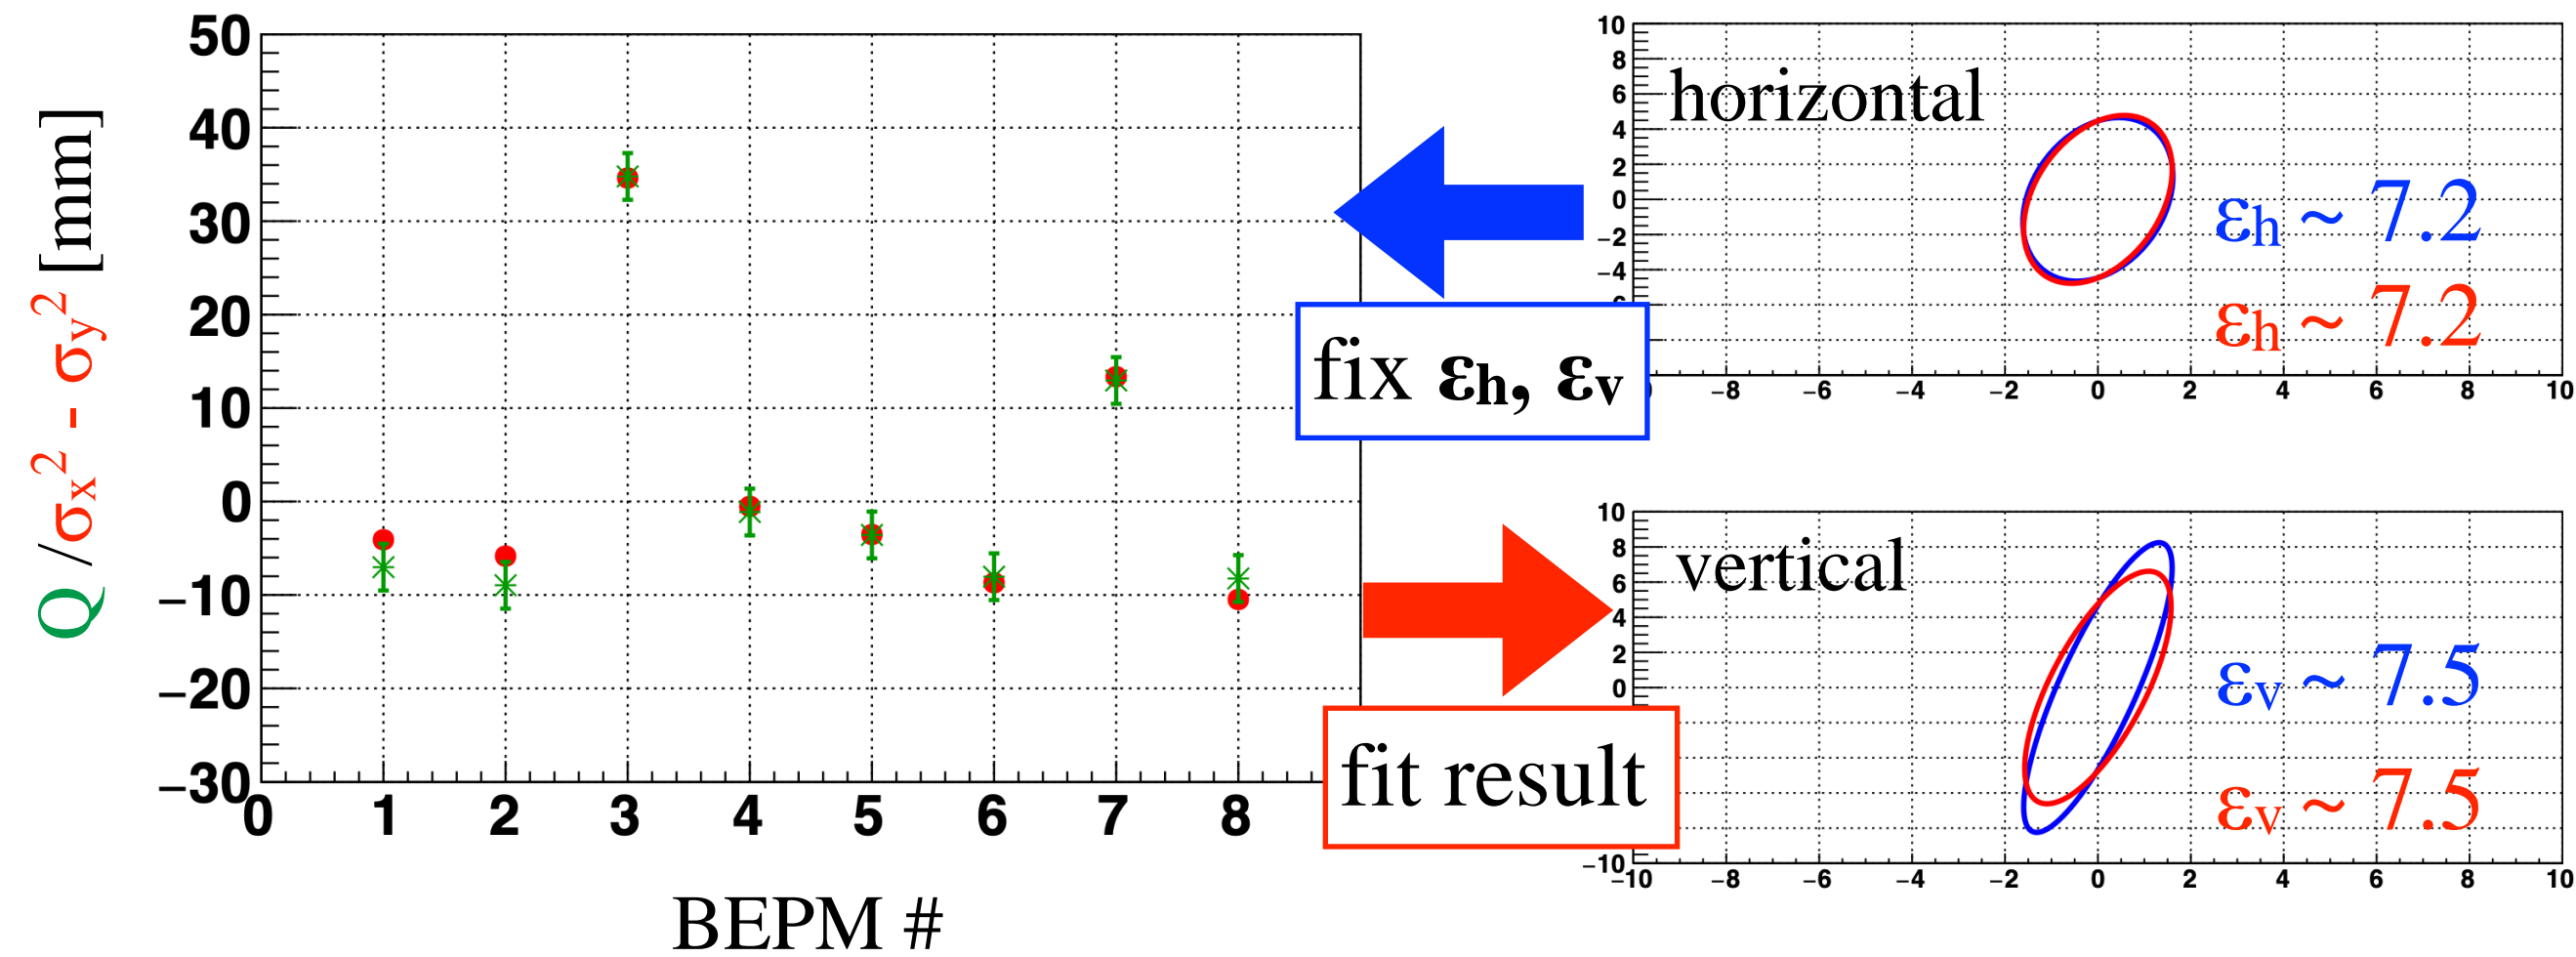 Q /σx² - σy² [mm]
50
40
30
20
10
0
−10
−20
−30
0 1 2 3 4 5 6 7 8
BEPM #
fix εh, εv
fit result
horizontal
10
8
6
4
2
0
−2
−4
−8 −6 −4 −2 0 2 4 6 8 10
εh ~ 7.2
εh ~ 7.2
vertical
10
8
6
4
2
0
−10
−10 −8 −6 −4 −2 0 2 4 6 8 10
εv ~ 7.5
εv ~ 7.5